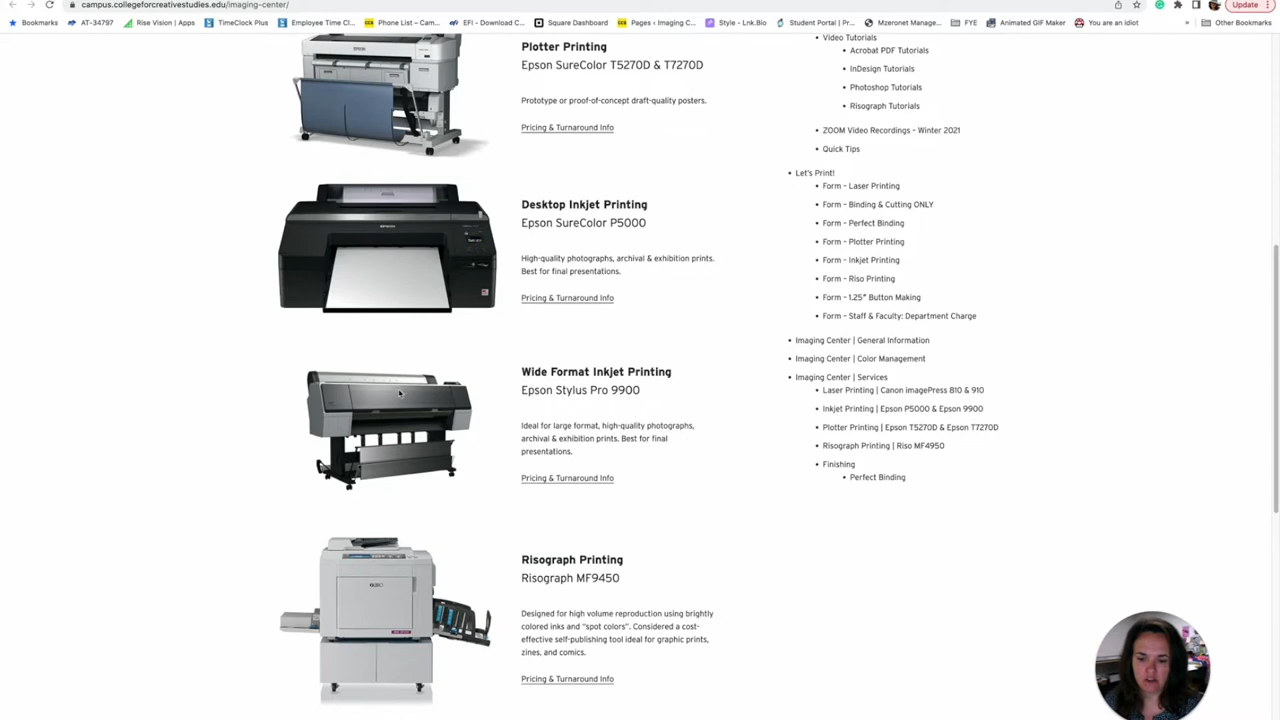 campus.collegeforcreativestudies.edu/imaging-center/
Update
Bookmarks
AT-34797
Rise Vision | Apps
TimeClock Plus
Employee Time Cl...
Phone List – Cam...
EFI - Download C...
Square Dashboard
Pages ‹ Imaging C...
Style - Lnk.Bio
Student Portal | Pr...
Mzeronet Manage...
FYE
Animated GIF Maker
You are an idiot
»
Other Bookmarks
Plotter Printing
Epson SureColor T5270D & T7270D
Prototype or proof-of-concept draft-quality posters.
Pricing & Turnaround Info
Desktop Inkjet Printing
Epson SureColor P5000
High-quality photographs, archival & exhibition prints.
Best for final presentations.
Pricing & Turnaround Info
Wide Format Inkjet Printing
Epson Stylus Pro 9900
Ideal for large format, high-quality photographs,
archival & exhibition prints. Best for final
presentations.
Pricing & Turnaround Info
Risograph Printing
Risograph MF9450
Designed for high volume reproduction using brightly
colored inks and "spot colors". Considered a cost-
effective self-publishing tool ideal for graphic prints,
zines, and comics.
Pricing & Turnaround Info
• Video Tutorials
• Acrobat PDF Tutorials
• InDesign Tutorials
• Photoshop Tutorials
• Risograph Tutorials
• ZOOM Video Recordings – Winter 2021
• Quick Tips
• Let's Print!
• Form – Laser Printing
• Form – Binding & Cutting ONLY
• Form – Perfect Binding
• Form – Plotter Printing
• Form – Inkjet Printing
• Form – Riso Printing
• Form – 1.25" Button Making
• Form – Staff & Faculty: Department Charge
• Imaging Center | General Information
• Imaging Center | Color Management
• Imaging Center | Services
• Laser Printing | Canon imagePress 810 & 910
• Inkjet Printing | Epson P5000 & Epson 9900
• Plotter Printing | Epson T5270D & Epson T7270D
• Risograph Printing | Riso MF4950
• Finishing
• Perfect Binding